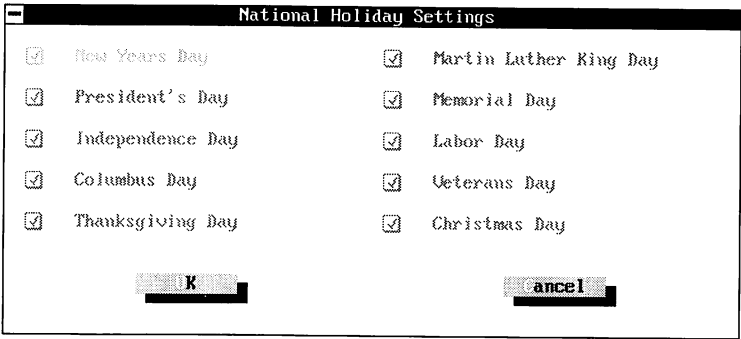 National Holiday Settings
New Years Day Martin Luther King Day
President's Day Memorial Day
Independence Day Labor Day
Columbus Day Veterans Day
Thanksgiving Day Christmas Day
OK Cancel